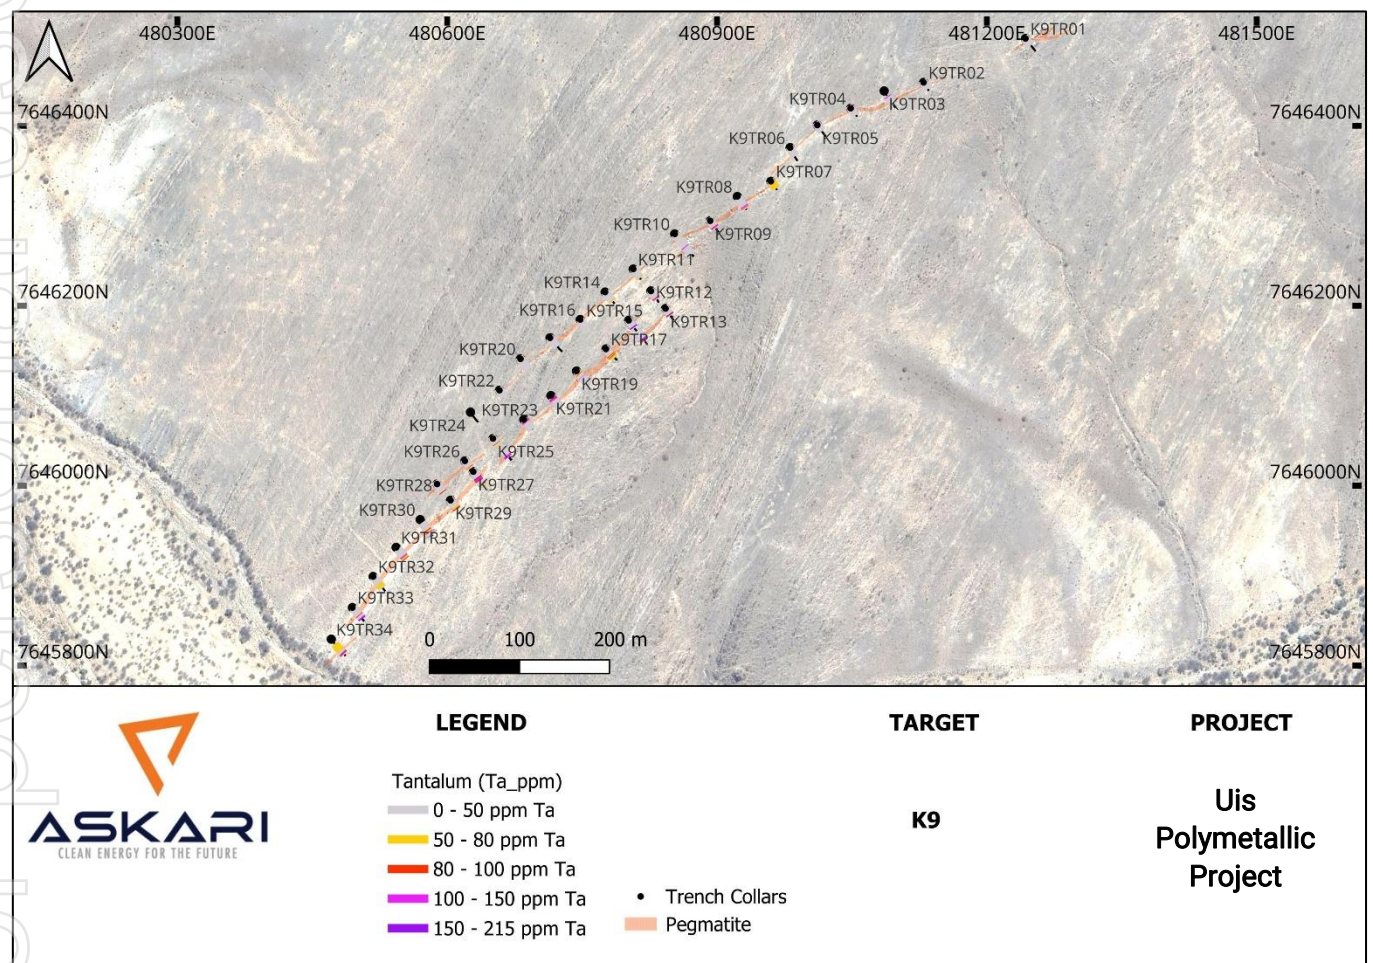 480300E 480600E 480900E 481200E 481500E
K9TR01
K9TR02
K9TR04 K9TR03
7646400N 7646400N
K9TR06 K9TR05
K9TR07
K9TR08
K9TR10 K9TR09
K9TR11
K9TR14 K9TR12
7646200N 7646200N
K9TR16 K9TR15 K9TR13
K9TR20 K9TR17
K9TR22 K9TR19
K9TR24 K9TR23 K9TR21
K9TR26 K9TR25
7646000N 7646000N
K9TR28 K9TR27
K9TR30 K9TR29
K9TR31
K9TR32
K9TR33
K9TR34
0 100 200 m
7645800N 7645800N
LEGEND
Tantalum (Ta_ppm)
0 - 50 ppm Ta
50 - 80 ppm Ta
80 - 100 ppm Ta
100 - 150 ppm Ta
150 - 215 ppm Ta
Trench Collars
Pegmatite
TARGET
K9
PROJECT
Uis
Polymetallic
Project
ASKARI
CLEAN ENERGY FOR THE FUTURE